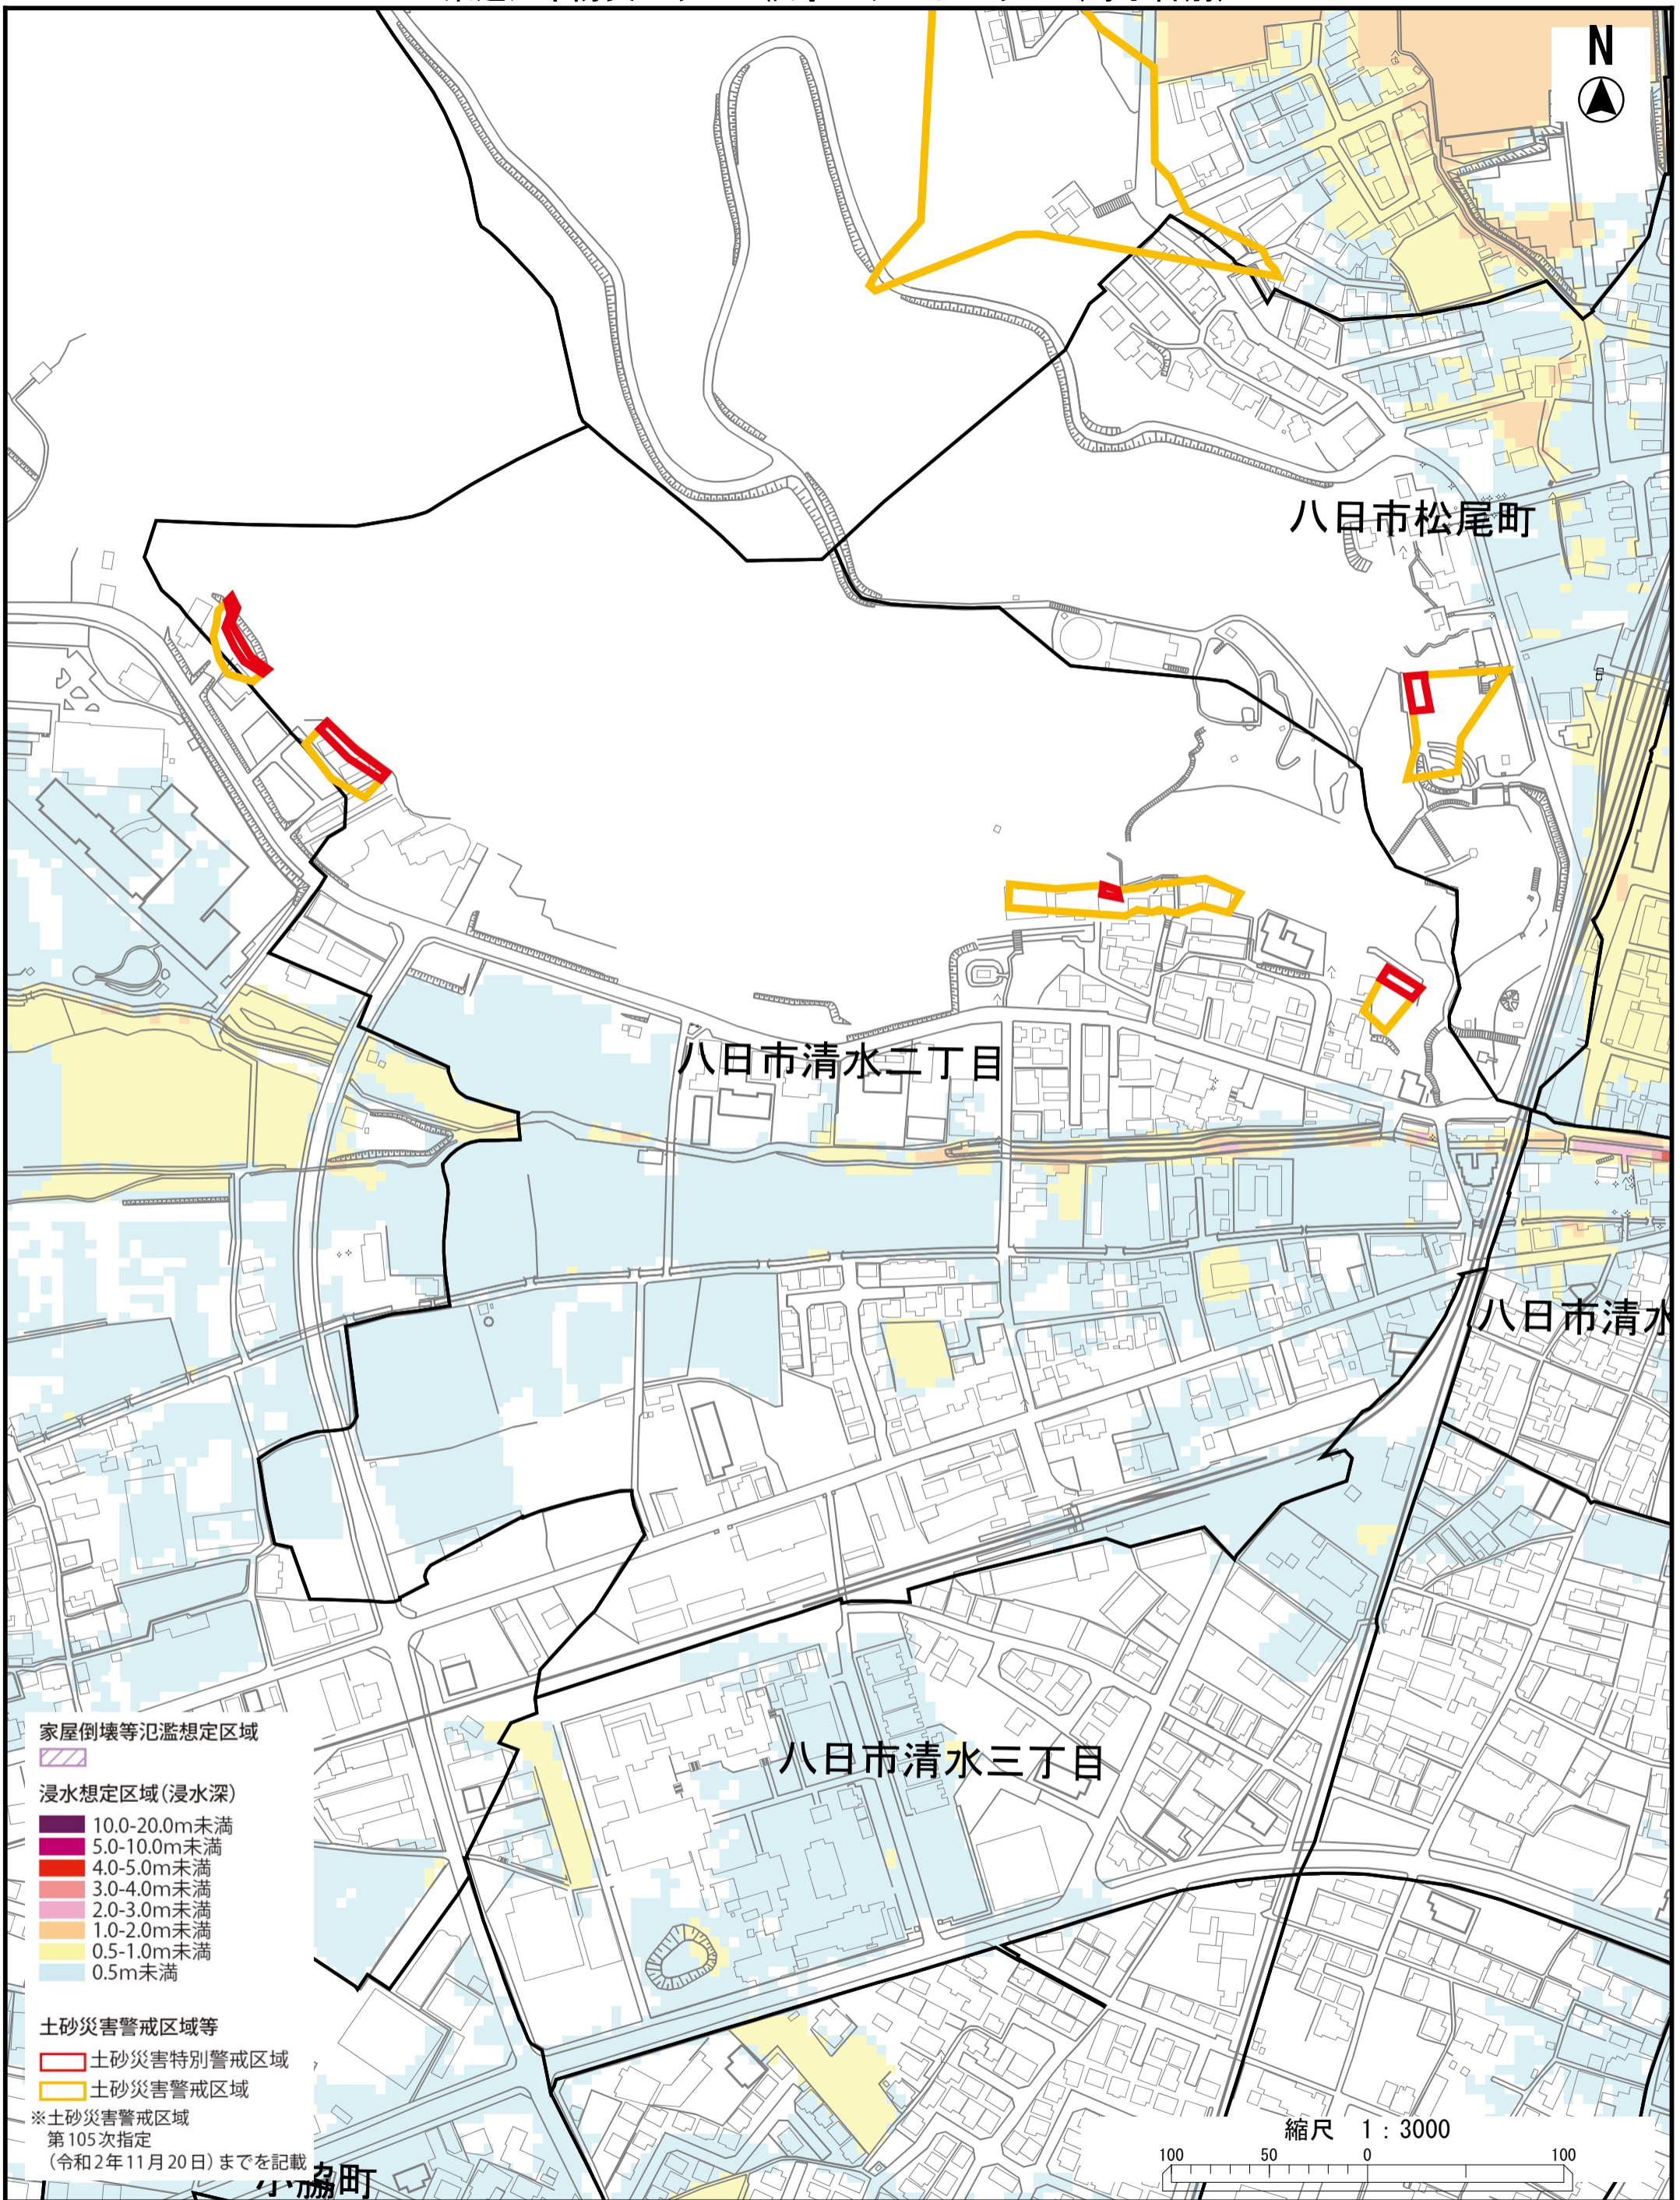 N
八日市松尾町
八日市清水二丁目
八日市清水
八日市清水三丁目
家屋倒壊等氾濫想定区域
浸水想定区域(浸水深)
10.0-20.0m未満
5.0-10.0m未満
4.0-5.0m未満
3.0-4.0m未満
2.0-3.0m未満
1.0-2.0m未満
0.5-1.0m未満
0.5m未満
土砂災害警戒区域等
土砂災害特別警戒区域
土砂災害警戒区域
※土砂災害警戒区域
第105次指定
(令和2年11月20日)までを記載
小脇町
縮尺 1:3000
100 50 0 100